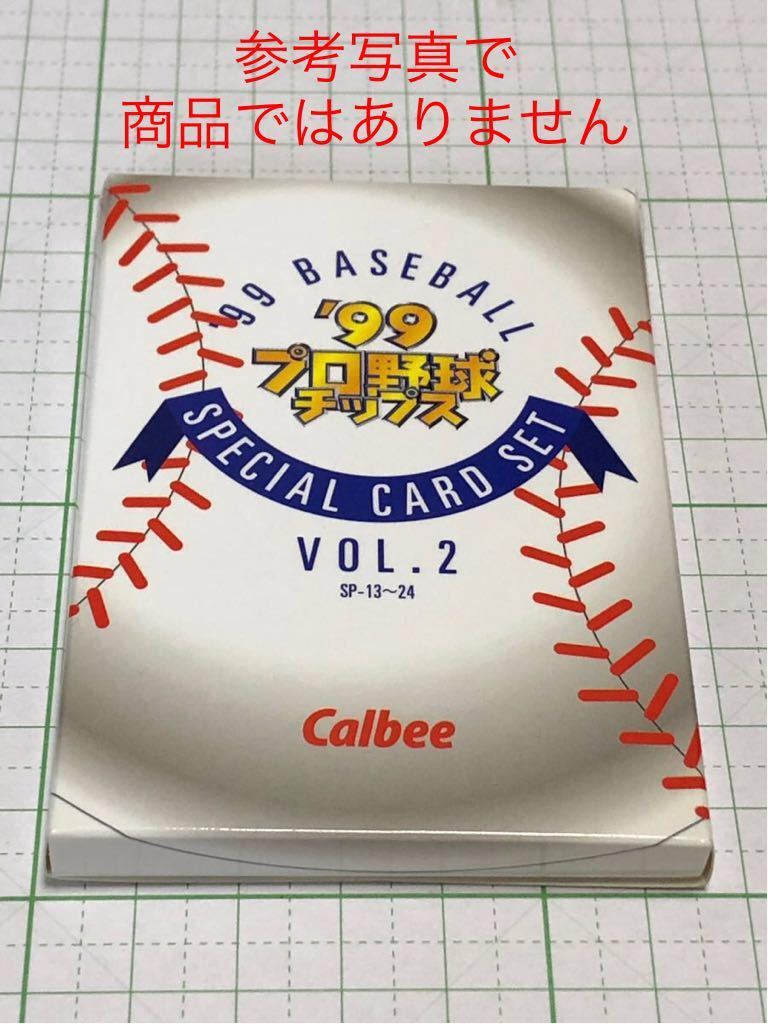 参考写真で
商品ではありません
'99 BASEBALL
'99
プロ野球
チップス
SPECIAL CARD SET
VOL.2
SP-13〜24
Calbee